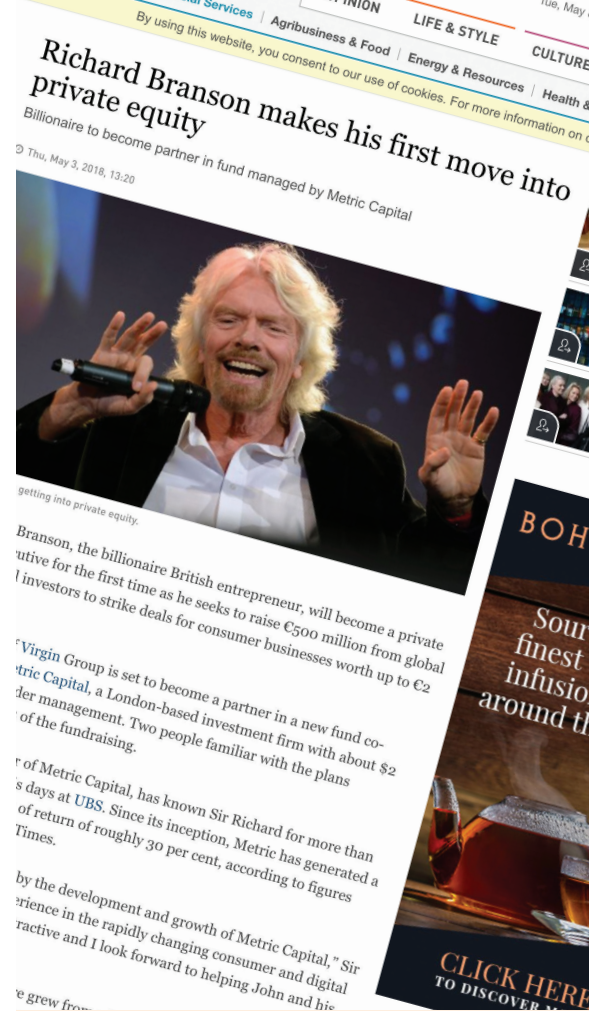 Services
OPINION
LIFE & STYLE
CULTURE
Tue, May
Agribusiness & Food
Energy & Resources
Health &
By using this website, you consent to our use of cookies. For more information on
Richard Branson makes his first move into
private equity
Billionaire to become partner in fund managed by Metric Capital
Thu, May 3, 2018, 13:20
getting into private equity.
Branson, the billionaire British entrepreneur, will become a private
utive for the first time as he seeks to raise €500 million from global
l investors to strike deals for consumer businesses worth up to €2
f Virgin Group is set to become a partner in a new fund co-
etric Capital, a London-based investment firm with about $2
der management. Two people familiar with the plans
of the fundraising.
r of Metric Capital, has known Sir Richard for more than
s days at UBS. Since its inception, Metric has generated a
of return of roughly 30 per cent, according to figures
Times.
by the development and growth of Metric Capital,” Sir
erience in the rapidly changing consumer and digital
ractive and I look forward to helping John and his
e grew from
BOH
Sour
finest
infusio
around th
CLICK HERE
TO DISCOVER M